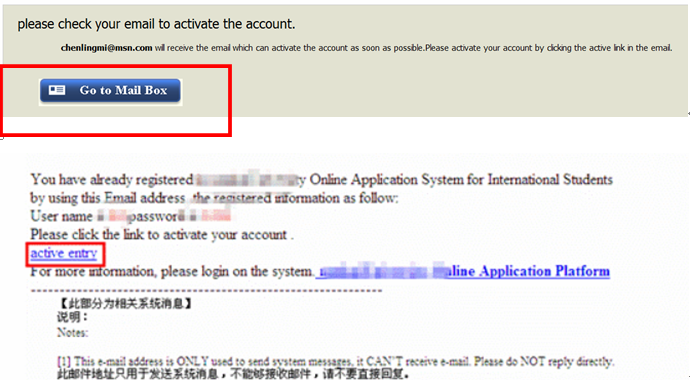 please check your email to activate the account.
chenlingmi@msn.com will receive the email which can activate the account as soon as possible.Please activate your account by clicking the active link in the email.
Go to Mail Box
You have already registered y Online Application System for International Students
by using this Email address ,the registered information as follow:
User name password
Please click the link to activate your account .
active entry
For more information, please login on the system. nline Application Platform
【此部分为相关系统消息】
说明：
Notes:
[1] This e-mail address is ONLY used to send system messages, it CAN'T receive e-mail. Please do NOT reply directly.
此邮件地址只用于发送系统消息，不能够接收邮件，请不要直接回复。